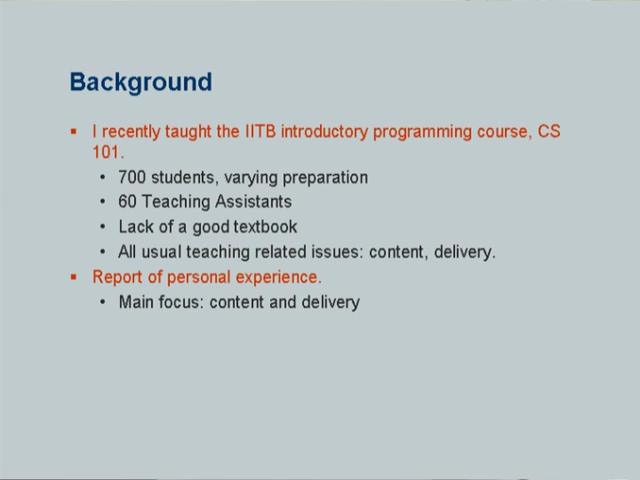 Background
▪ I recently taught the IITB introductory programming course, CS
101.
• 700 students, varying preparation
• 60 Teaching Assistants
• Lack of a good textbook
• All usual teaching related issues: content, delivery.
▪ Report of personal experience.
• Main focus: content and delivery